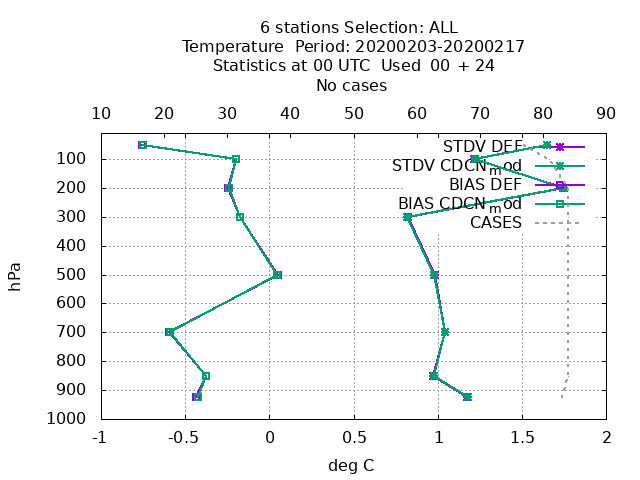 6 stations Selection: ALL
Temperature  Period: 20200203-20200217
Statistics at 00 UTC  Used  00 + 24
No cases
10 20 30 40 50 60 70 80 90
STDV DEF
100
STDV CDCN_mod
BIAS DEF
200
BIAS CDCN_mod
300
CASES
400
hPa
500
600
700
800
900
1000
-1 -0.5 0 0.5 1 1.5 2
deg C